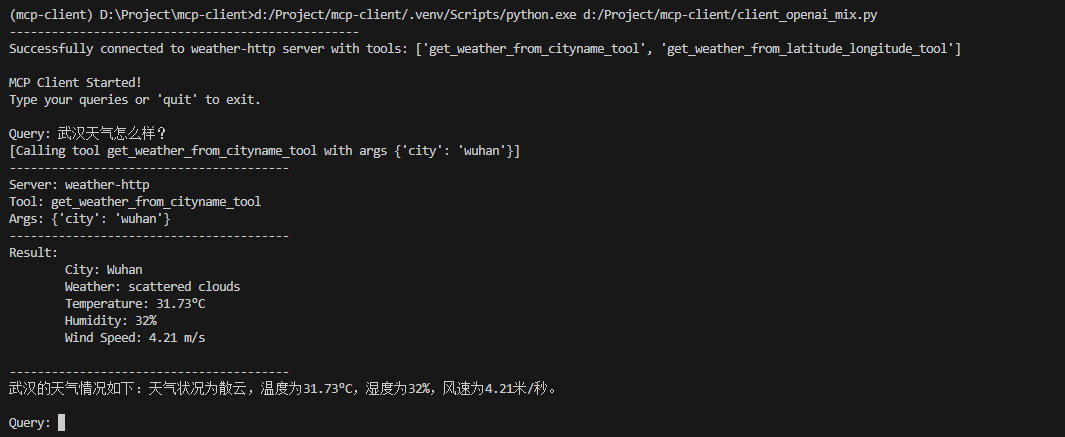 (mcp-client) D:\Project\mcp-client>d:/Project/mcp-client/.venv/Scripts/python.exe d:/Project/mcp-client/client_openai_mix.py
--------------------------------------------------
Successfully connected to weather-http server with tools: ['get_weather_from_cityname_tool', 'get_weather_from_latitude_longitude_tool']
MCP Client Started!
Type your queries or 'quit' to exit.
Query: 武汉天气怎么样？
[Calling tool get_weather_from_cityname_tool with args {'city': 'wuhan'}]
----------------------------------------
Server: weather-http
Tool: get_weather_from_cityname_tool
Args: {'city': 'wuhan'}
----------------------------------------
Result:
City: Wuhan
Weather: scattered clouds
Temperature: 31.73°C
Humidity: 32%
Wind Speed: 4.21 m/s
----------------------------------------
武汉的天气情况如下：天气状况为散云，温度为31.73°C，湿度为32%，风速为4.21米/秒。
Query: